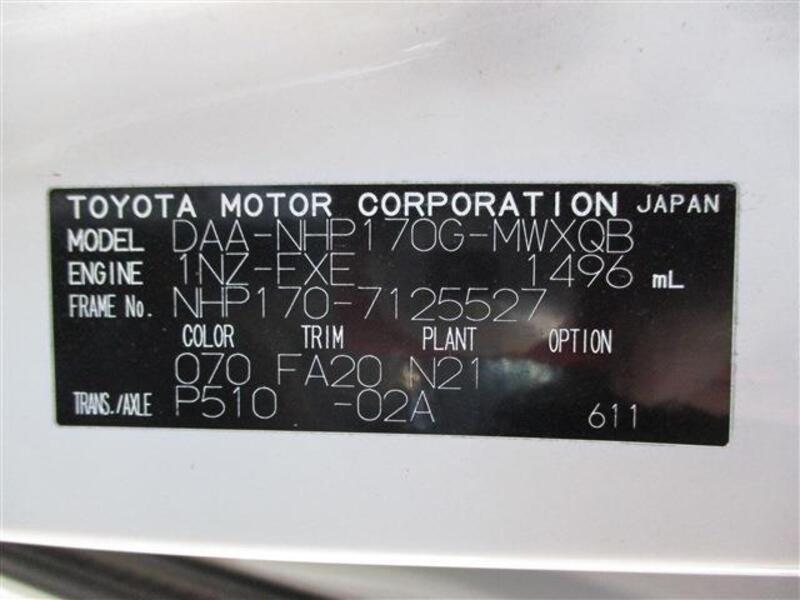 TOYOTA MOTOR CORPORATION JAPAN
MODEL DAA-NHP170G-MWXQB
ENGINE 1NZ-FXE 1496 mL
FRAME No. NHP170-7125527
COLOR TRIM PLANT OPTION
070 FA20 N21
TRANS./AXLE P510 -02A 611